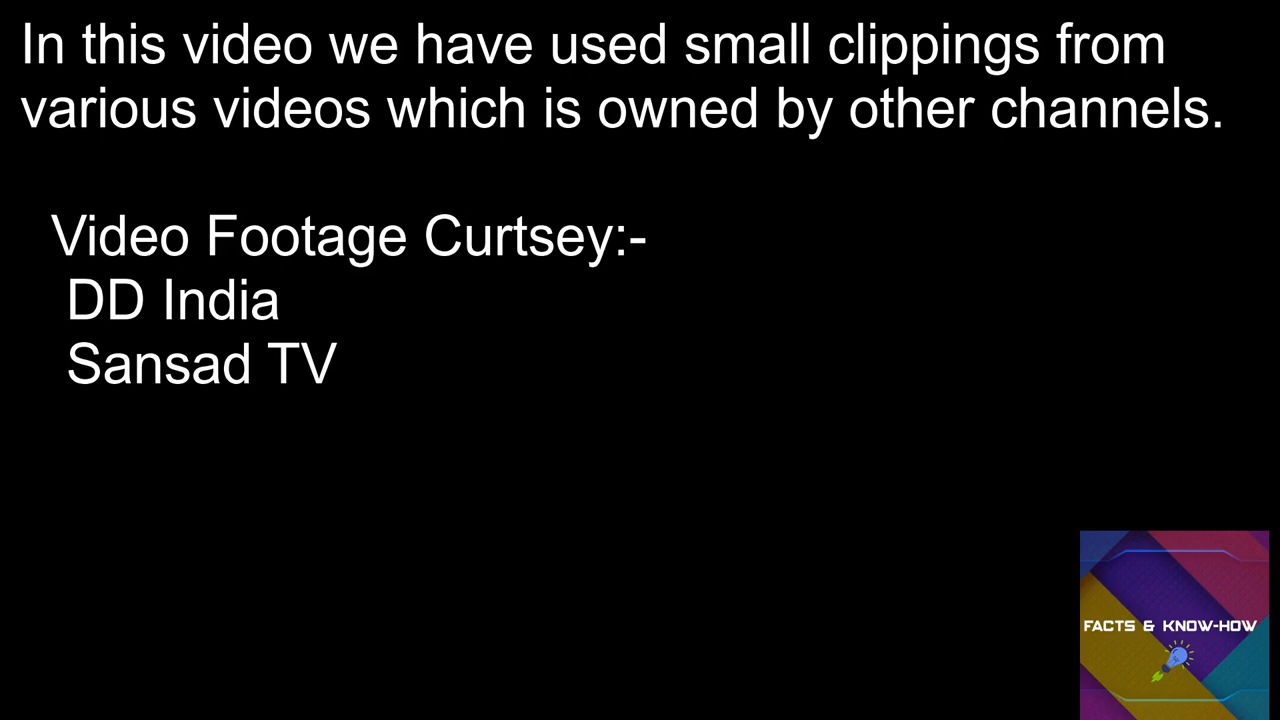 In this video we have used small clippings from
various videos which is owned by other channels.
Video Footage Curtsey:-
DD India
Sansad TV
FACTS & KNOW-HOW